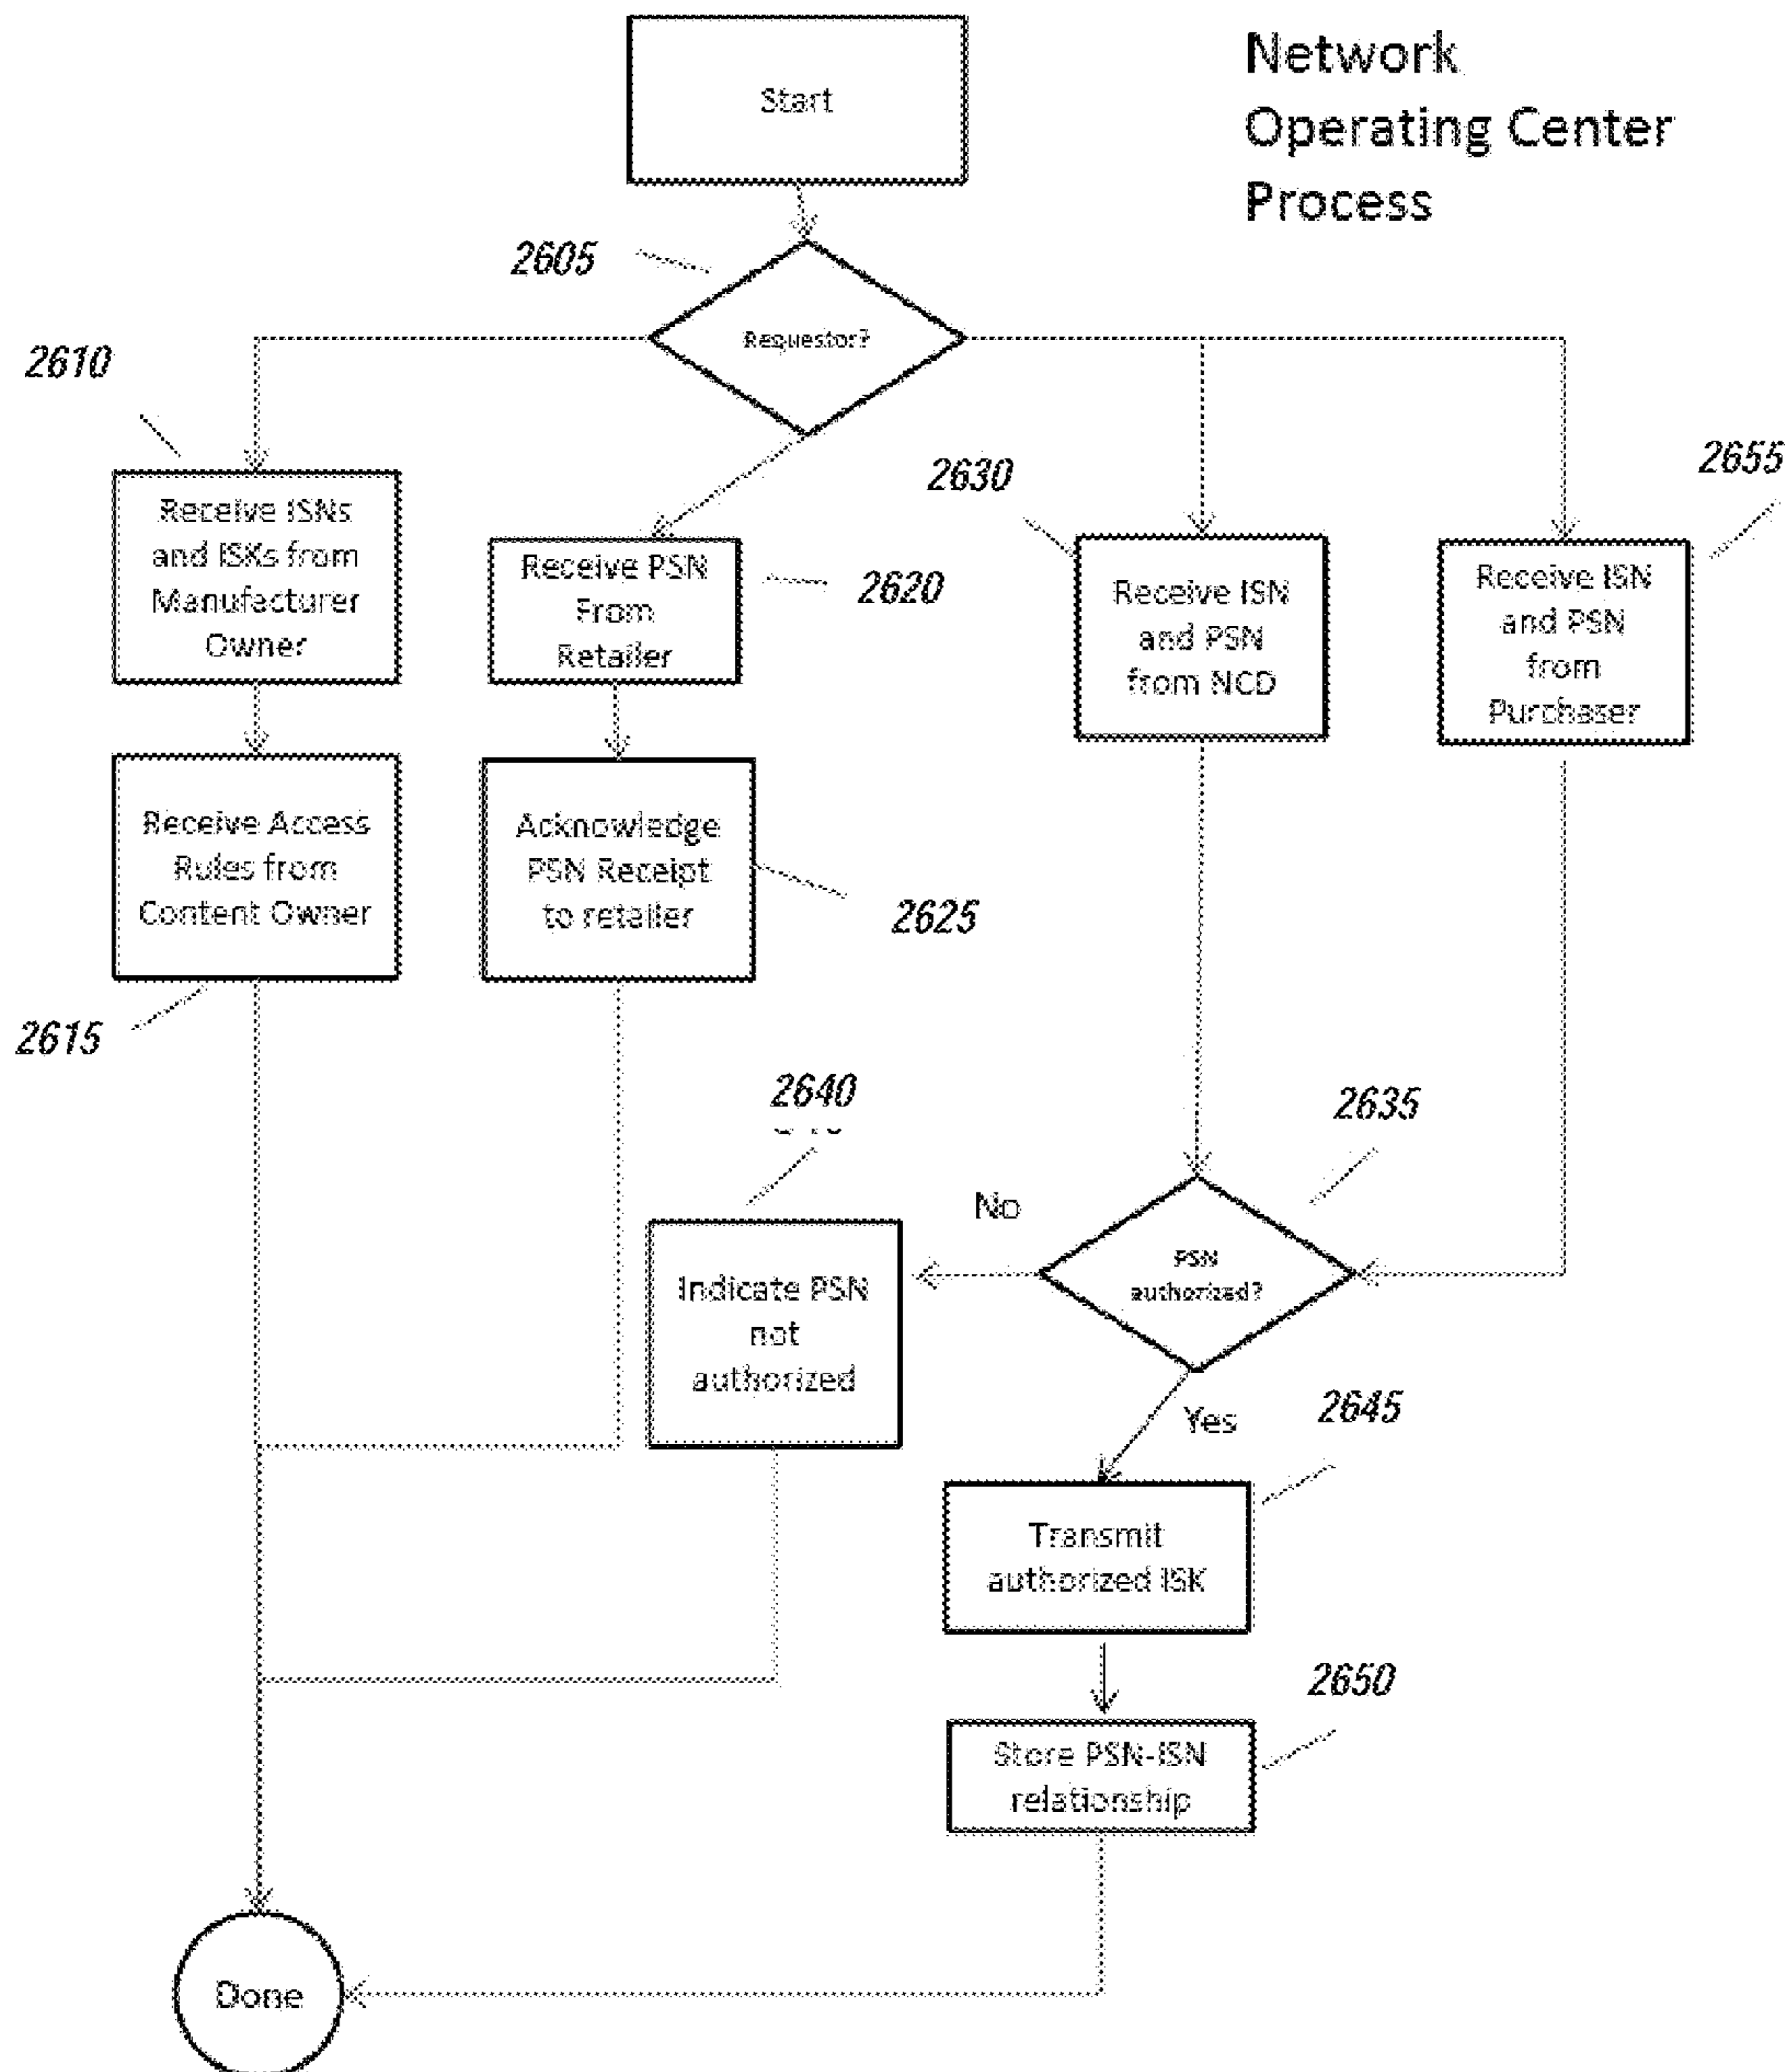 Network
Operating Center
Process
Start
2605
Requestor?
2610
Receive ISNs
and ISKs from
Manufacturer
Owner
2630
2655
Receive PSN
From
Retailer
2620
Receive ISN
and PSN
from NCD
Receive ISN
and PSN
from
Purchaser
Receive Access
Rules from
Content Owner
Acknowledge
PSN Receipt
to retailer
2625
2615
2640
2635
No
PSN
authorized?
Indicate PSN
not
authorized
Yes
2645
Transmit
authorized ISK
2650
Store PSN-ISN
relationship
Done